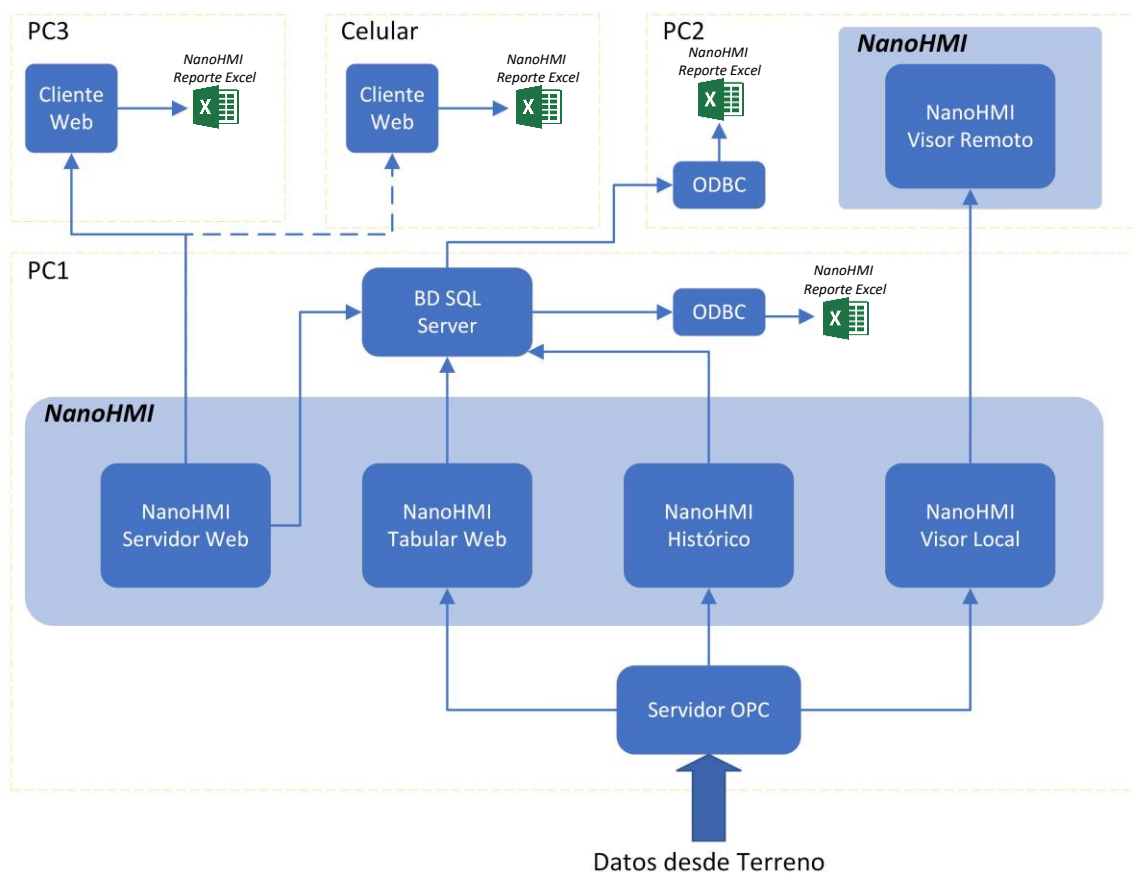 PC3
NanoHMI
Reporte Excel
Cliente
Web
Celular
NanoHMI
Reporte Excel
Cliente
Web
PC2
NanoHMI
Reporte Excel
ODBC
NanoHMI
NanoHMI
Visor Remoto
PC1
BD SQL
Server
ODBC
NanoHMI
Reporte Excel
NanoHMI
NanoHMI
Servidor Web
NanoHMI
Tabular Web
NanoHMI
Histórico
NanoHMI
Visor Local
Servidor OPC
Datos desde Terreno